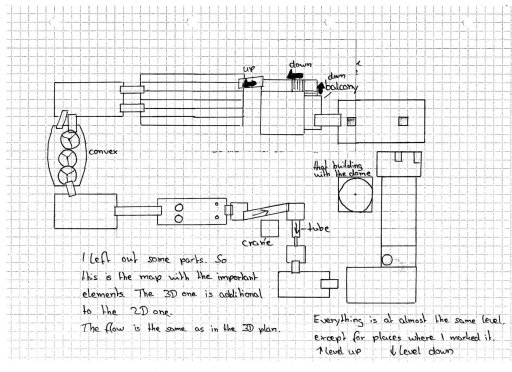 up
down
dam
balcony
convex
that building
with the dome
tube
crane
I left out some parts. So
this is the map with the important
elements. The 3D one is additional
to the 2D one.
The flow is the same as in the 3D plan.
Everything is at almost the same level.
except for places where I marked it.
↑level up ↓level down